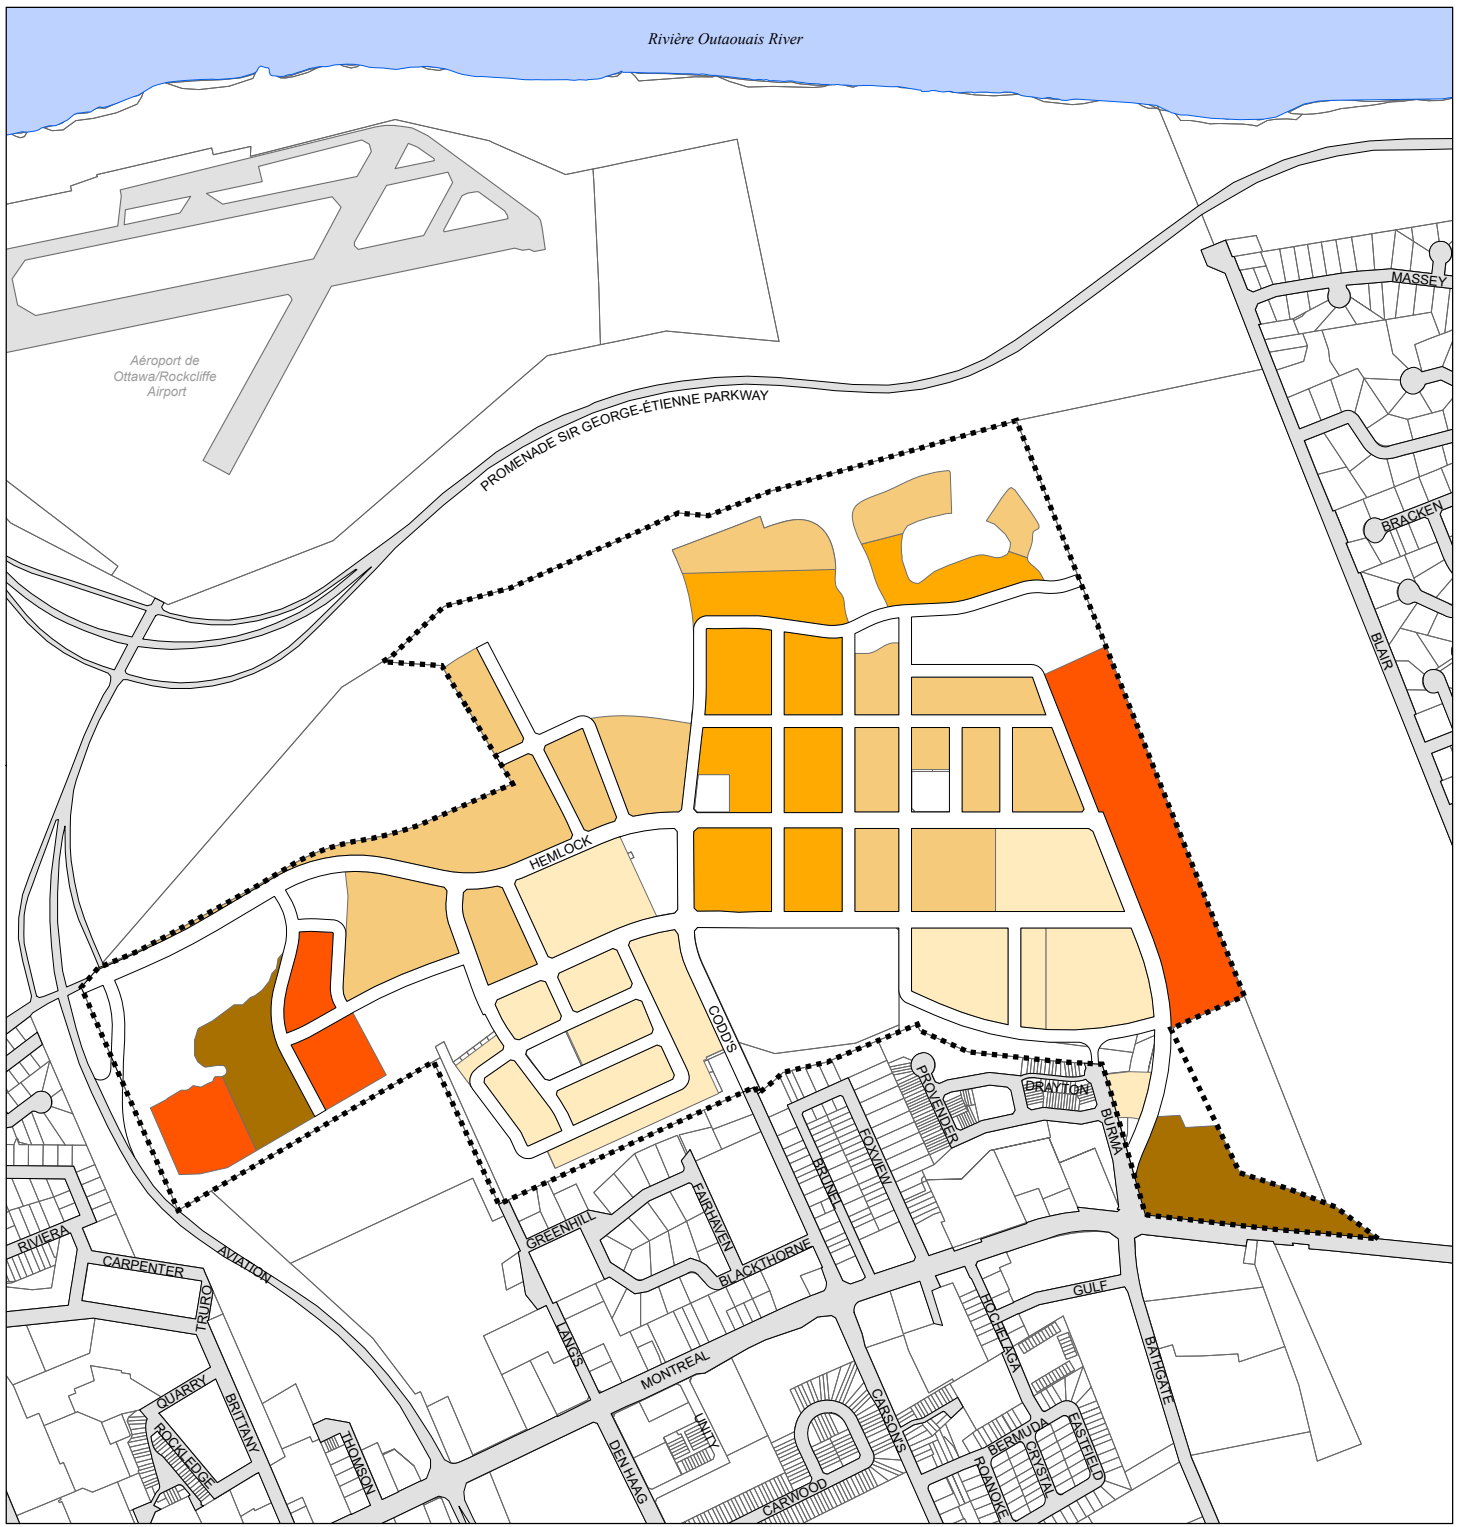 Rivière Outaouais River
MASSEY
Aéroport de
Ottawa/Rockcliffe
Airport
PROMENADE SIR GEORGE-ÉTIENNE PARKWAY
BRACKEN
BLAIR
HEMLOCK
CODD'S
PROVENDER
DRAYTON
BURMA
FOXVIEW
BRUNEL
FAIRHAVEN
GREENHILL
BLACKTHORNE
RIVIERA
CARPENTER
AVIATION
TRURO
GULF
HOCHELAGA
LANG'S
MONTREAL
BATHGATE
QUARRY
BRITTANY
CARSON'S
ROCKLEDGE
THOMSON
UNITY
DEN HAAG
CARWOOD
BERMUDA
EASTFIELD
CRYSTAL
ROANOKE